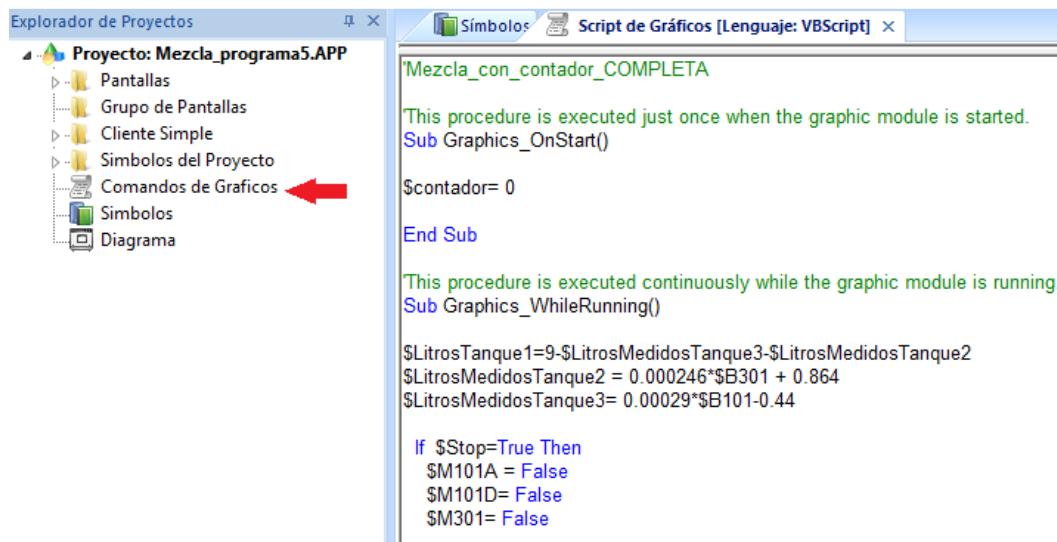 Explorador de Proyectos
Proyecto: Mezcla_programa5.APP
Pantallas
Grupo de Pantallas
Cliente Simple
Simbolos del Proyecto
Comandos de Graficos
Simbolos
Diagrama
Símbolos
Script de Gráficos [Lenguaje: VBScript]
'Mezcla_con_contador_COMPLETA
'This procedure is executed just once when the graphic module is started.
Sub Graphics_OnStart()
$contador= 0
End Sub
'This procedure is executed continuously while the graphic module is running
Sub Graphics_WhileRunning()
$LitrosTanque1=9-$LitrosMedidosTanque3-$LitrosMedidosTanque2
$LitrosMedidosTanque2 = 0.000246*$B301 + 0.864
$LitrosMedidosTanque3= 0.00029*$B101-0.44
If $Stop=True Then
$M101A = False
$M101D= False
$M301= False